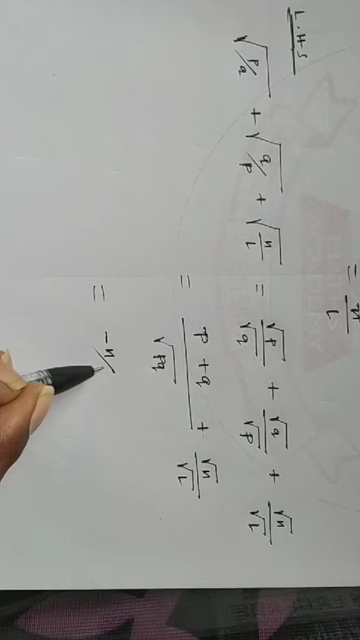 = n/l
L.H.S
√p/q + √q/p + √n/l = √p/√q + √q/√p + √n/√l
= p+q/√pq + √n/√l
= -n/